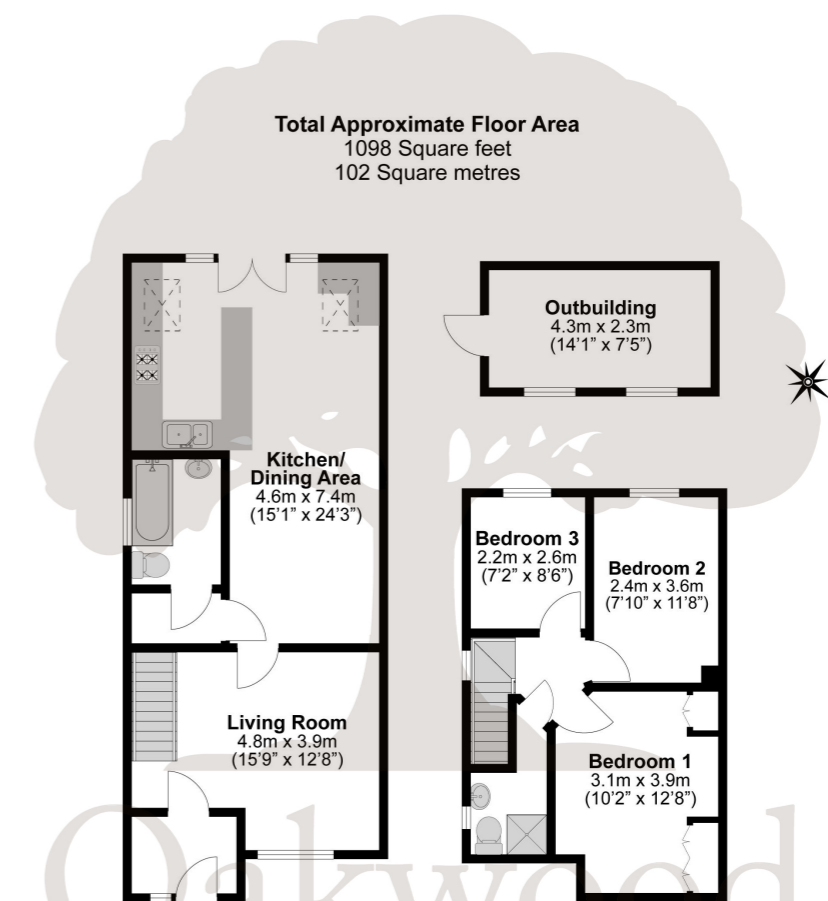 Total Approximate Floor Area
1098 Square feet
102 Square metres
Outbuilding
4.3m x 2.3m
(14’1” x 7’5”)
Kitchen/
Dining Area
4.6m x 7.4m
(15’1” x 24’3”)
Bedroom 3
2.2m x 2.6m
(7’2” x 8’6”)
Bedroom 2
2.4m x 3.6m
(7’10” x 11’8”)
Living Room
4.8m x 3.9m
(15’9” x 12’8”)
Bedroom 1
3.1m x 3.9m
(10’2” x 12’8”)
Oakwood